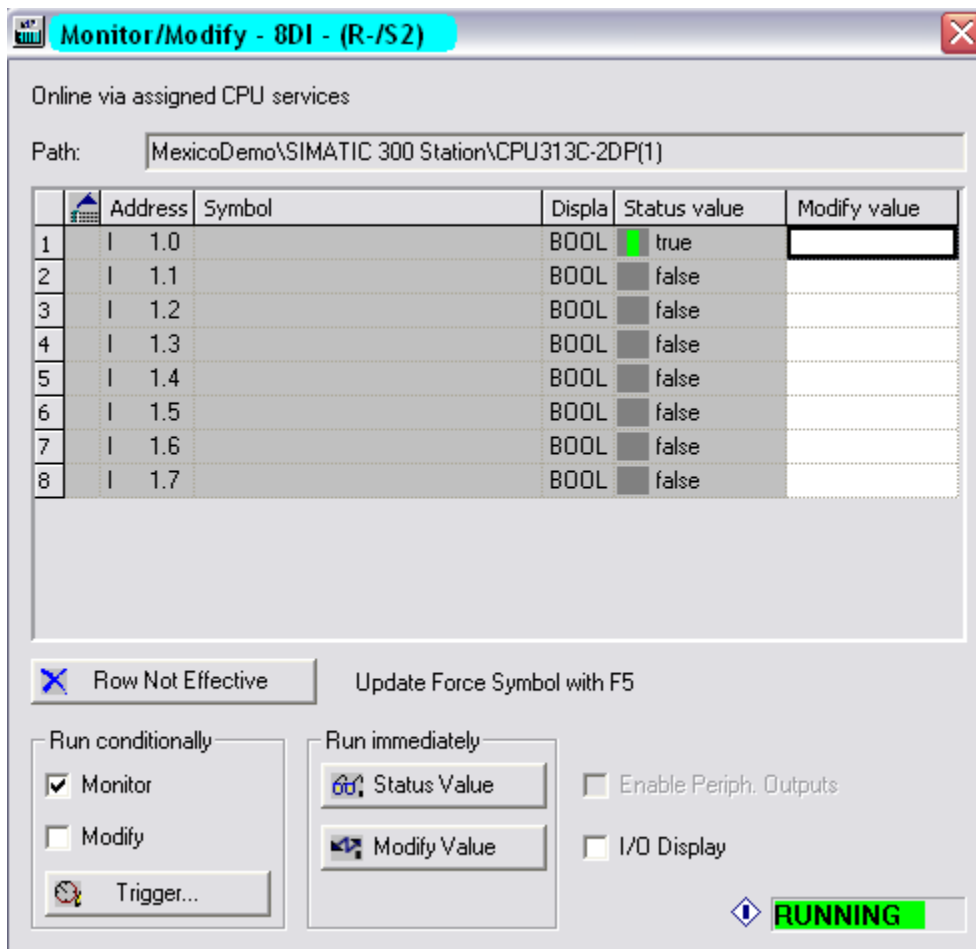 Monitor/Modify - 8DI - (R-/S2)
Online via assigned CPU services
Path: MexicoDemo\SIMATIC 300 Station\CPU313C-2DP(1)
Address Symbol Displa Status value Modify value
1 I 1.0 BOOL true
2 I 1.1 BOOL false
3 I 1.2 BOOL false
4 I 1.3 BOOL false
5 I 1.4 BOOL false
6 I 1.5 BOOL false
7 I 1.6 BOOL false
8 I 1.7 BOOL false
Row Not Effective Update Force Symbol with F5
Run conditionally Run immediately
Monitor Status Value Enable Periph. Outputs
Modify Modify Value I/O Display
Trigger... RUNNING